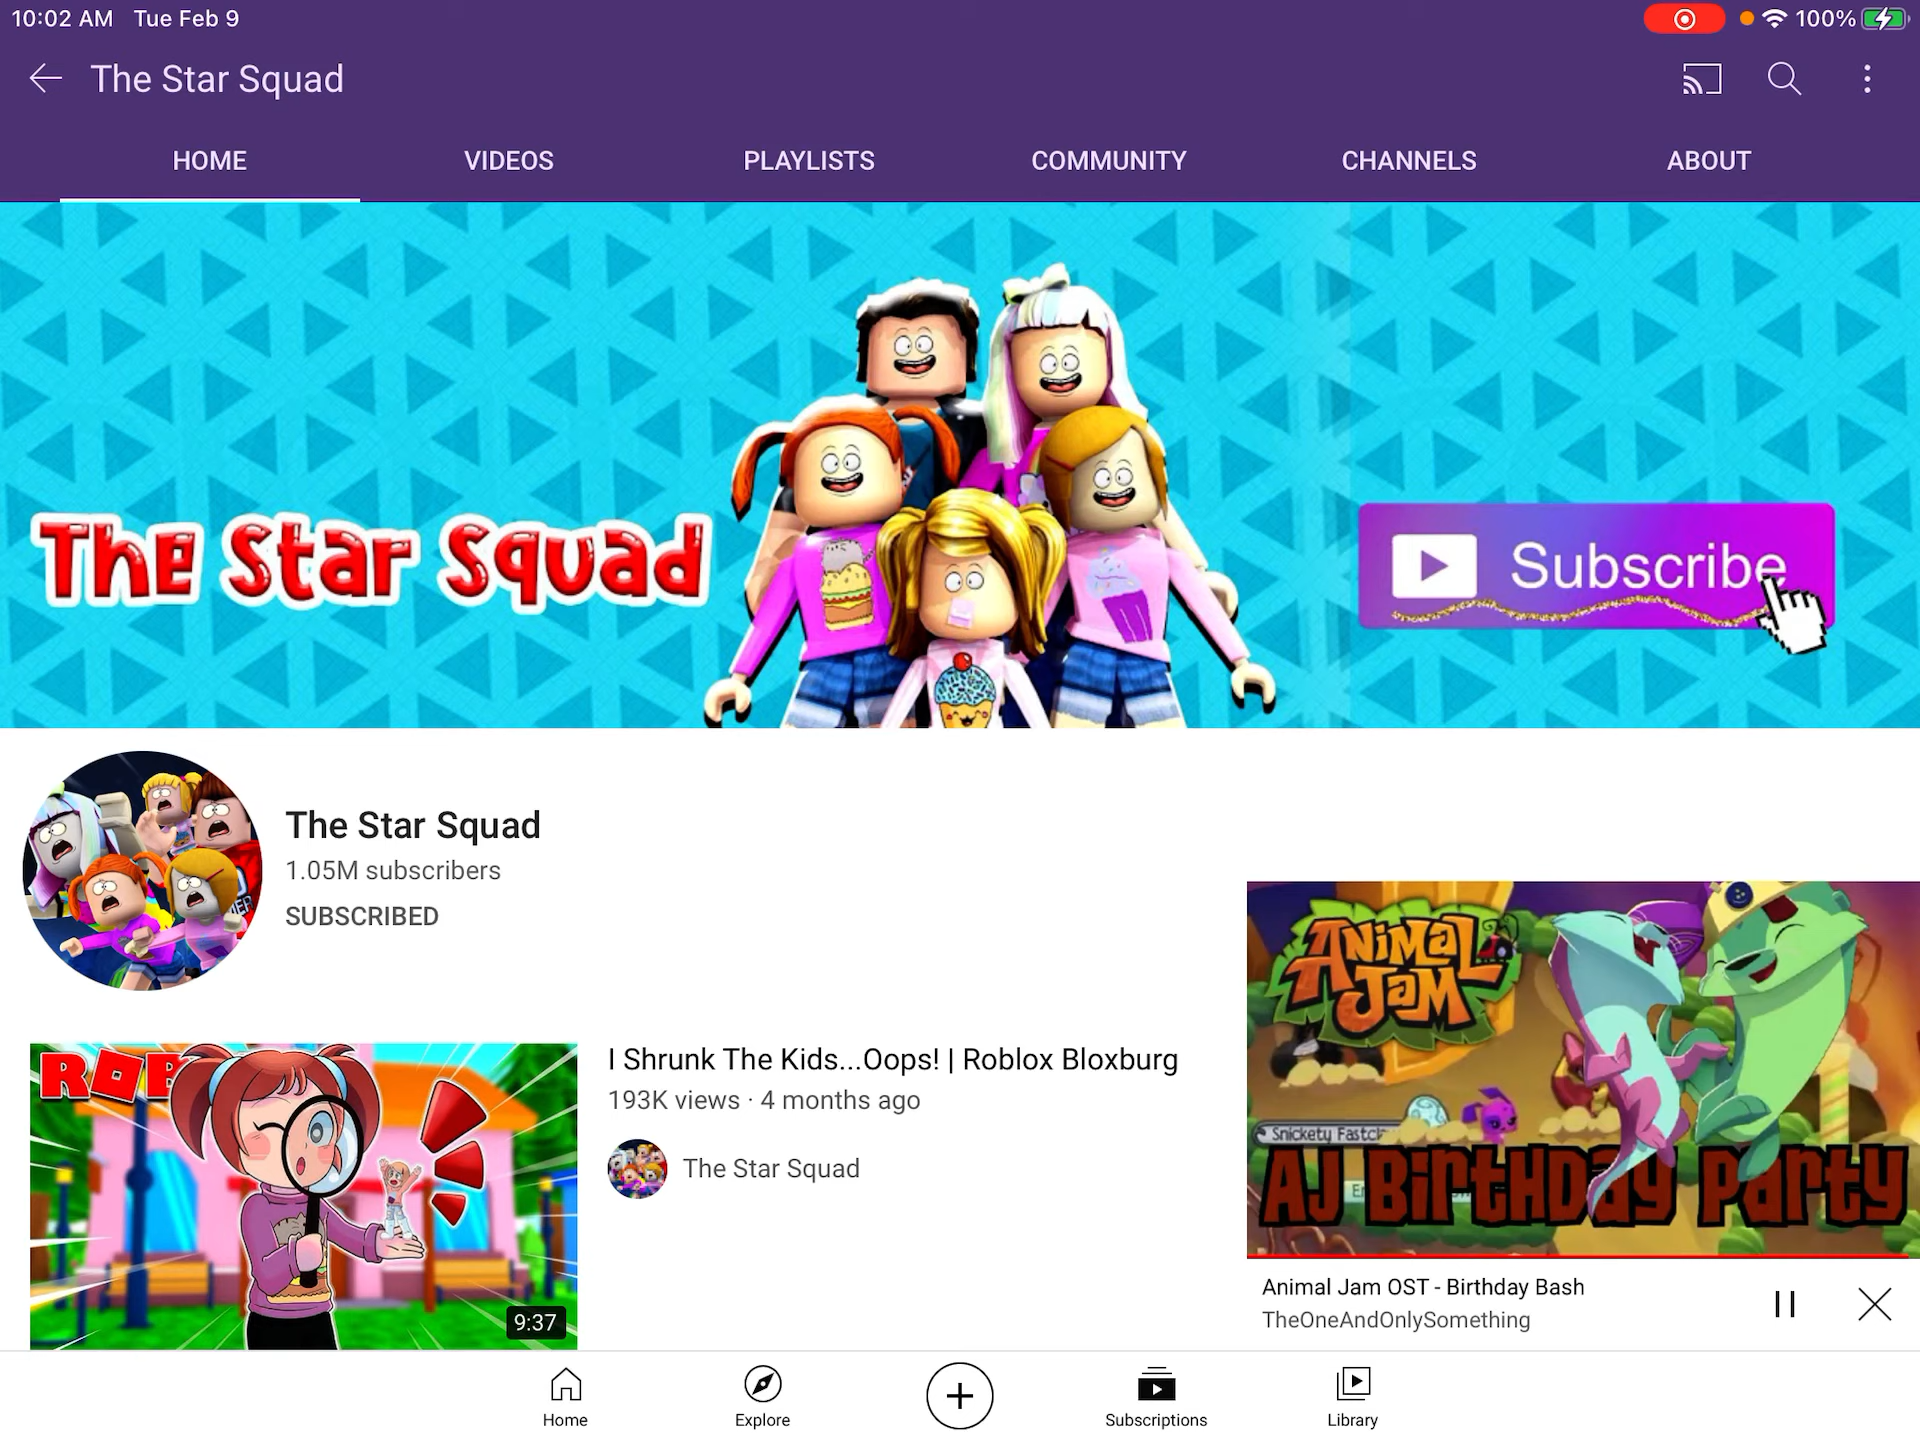 10:02 AM Tue Feb 9
100%
The Star Squad
HOME VIDEOS PLAYLISTS COMMUNITY CHANNELS ABOUT
The Star Squad
Subscribe
The Star Squad
1.05M subscribers
SUBSCRIBED
ROB
9:37
I Shrunk The Kids...Oops! | Roblox Bloxburg
193K views · 4 months ago
The Star Squad
ANIMAL JAM
Snickety
AJ BIRTHDAY PARTY
Animal Jam OST - Birthday Bash
TheOneAndOnlySomething
Home Explore Subscriptions Library